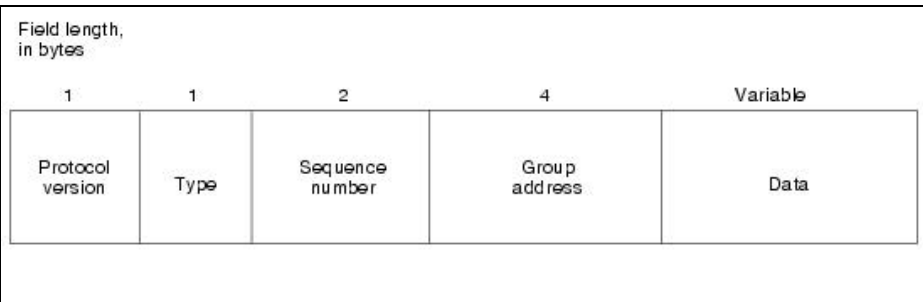 Field length,
in bytes
1 1 2 4 Variable
Protocol
version
Type
Sequence
number
Group
address
Data